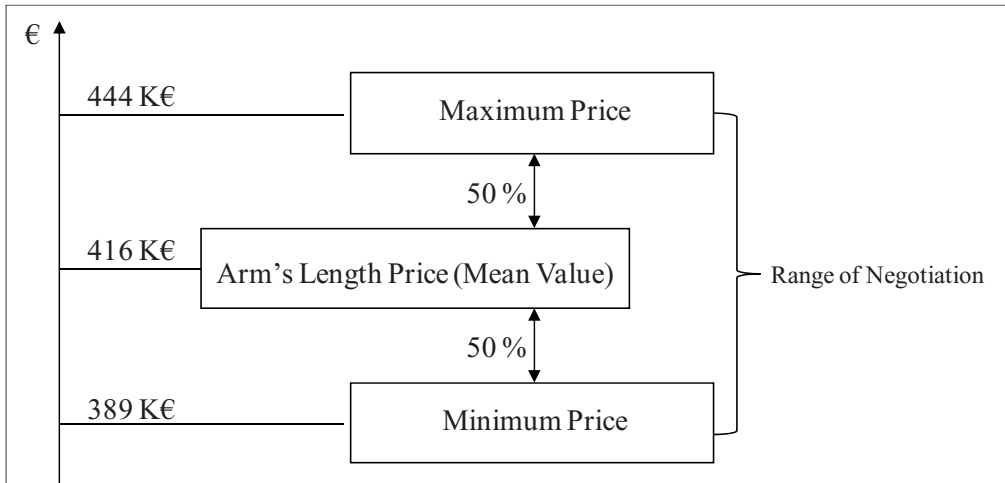 €
444 K€
Maximum Price
50 %
416 K€
Arm’s Length Price (Mean Value)
Range of Negotiation
50 %
389 K€
Minimum Price